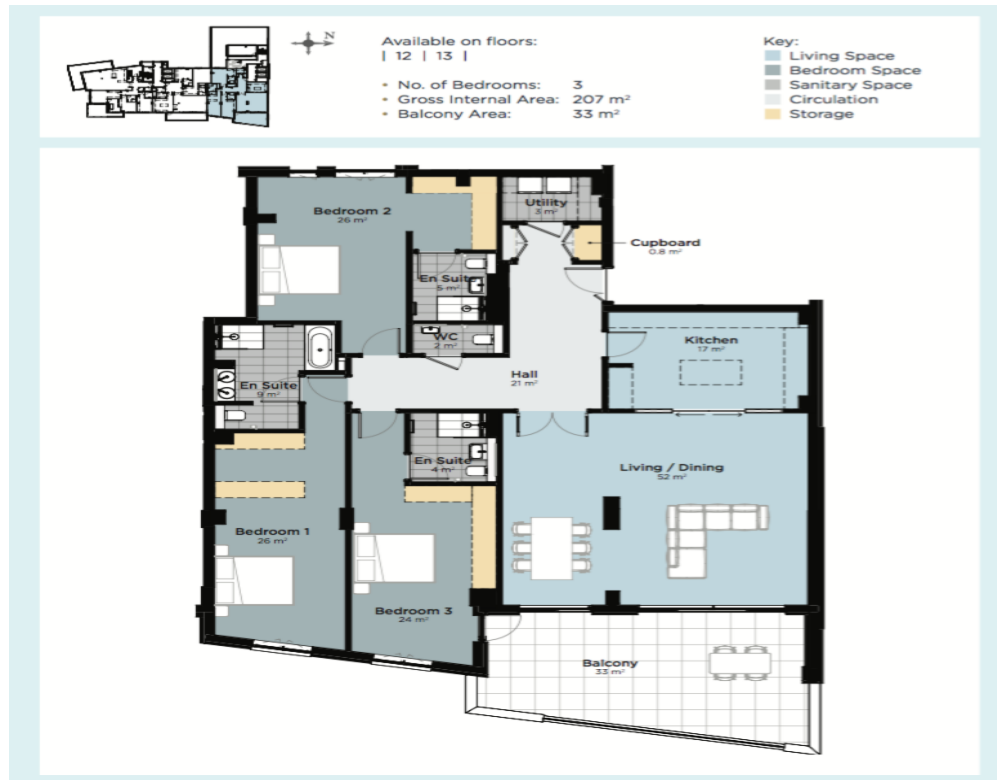 N
Available on floors:
| 12 | 13 |
• No. of Bedrooms: 3
• Gross Internal Area: 207 m²
• Balcony Area: 33 m²
Key:
Living Space
Bedroom Space
Sanitary Space
Circulation
Storage
Bedroom 2
26 m²
Utility
3 m²
Cupboard
0.8 m²
En Suite
5 m²
WC
2 m²
Kitchen
17 m²
Hall
21 m²
En Suite
9 m²
En Suite
4 m²
Living / Dining
52 m²
Bedroom 1
26 m²
Bedroom 3
24 m²
Balcony
33 m²